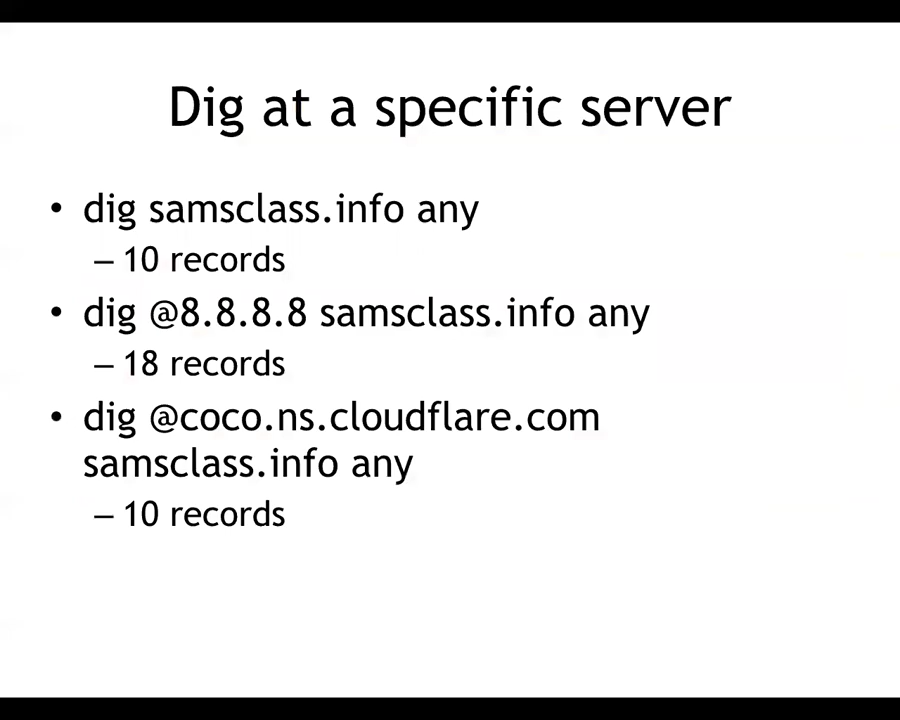 Dig at a specific server
• dig samsclass.info any
– 10 records
• dig @8.8.8.8 samsclass.info any
– 18 records
• dig @coco.ns.cloudflare.com
samsclass.info any
– 10 records